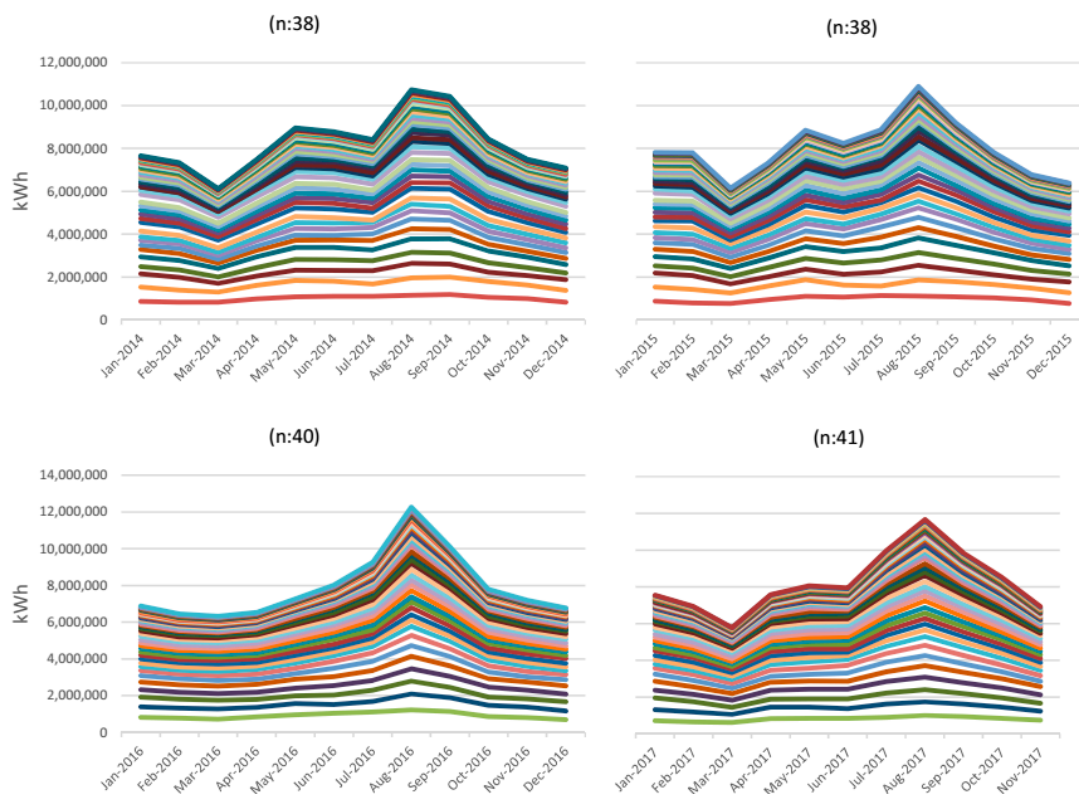 (n:38)
(n:38)
12,000,000
10,000,000
8,000,000
6,000,000
4,000,000
2,000,000
0
kWh
Jan-2014
Feb-2014
Mar-2014
Apr-2014
May-2014
Jun-2014
Jul-2014
Aug-2014
Sep-2014
Oct-2014
Nov-2014
Dec-2014
Jan-2015
Feb-2015
Mar-2015
Apr-2015
May-2015
Jun-2015
Jul-2015
Aug-2015
Sep-2015
Oct-2015
Nov-2015
Dec-2015
(n:40)
(n:41)
14,000,000
12,000,000
10,000,000
8,000,000
6,000,000
4,000,000
2,000,000
0
kWh
Jan-2016
Feb-2016
Mar-2016
Apr-2016
May-2016
Jun-2016
Jul-2016
Aug-2016
Sep-2016
Oct-2016
Nov-2016
Dec-2016
Jan-2017
Feb-2017
Mar-2017
Apr-2017
May-2017
Jun-2017
Jul-2017
Aug-2017
Sep-2017
Oct-2017
Nov-2017